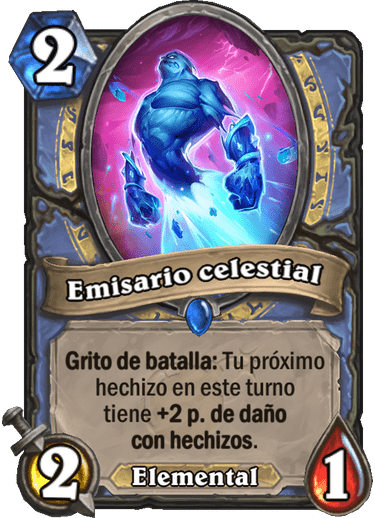 2
Emisario celestial
Grito de batalla: Tu próximo
hechizo en este turno
tiene +2 p. de daño
con hechizos.
2
Elemental
1